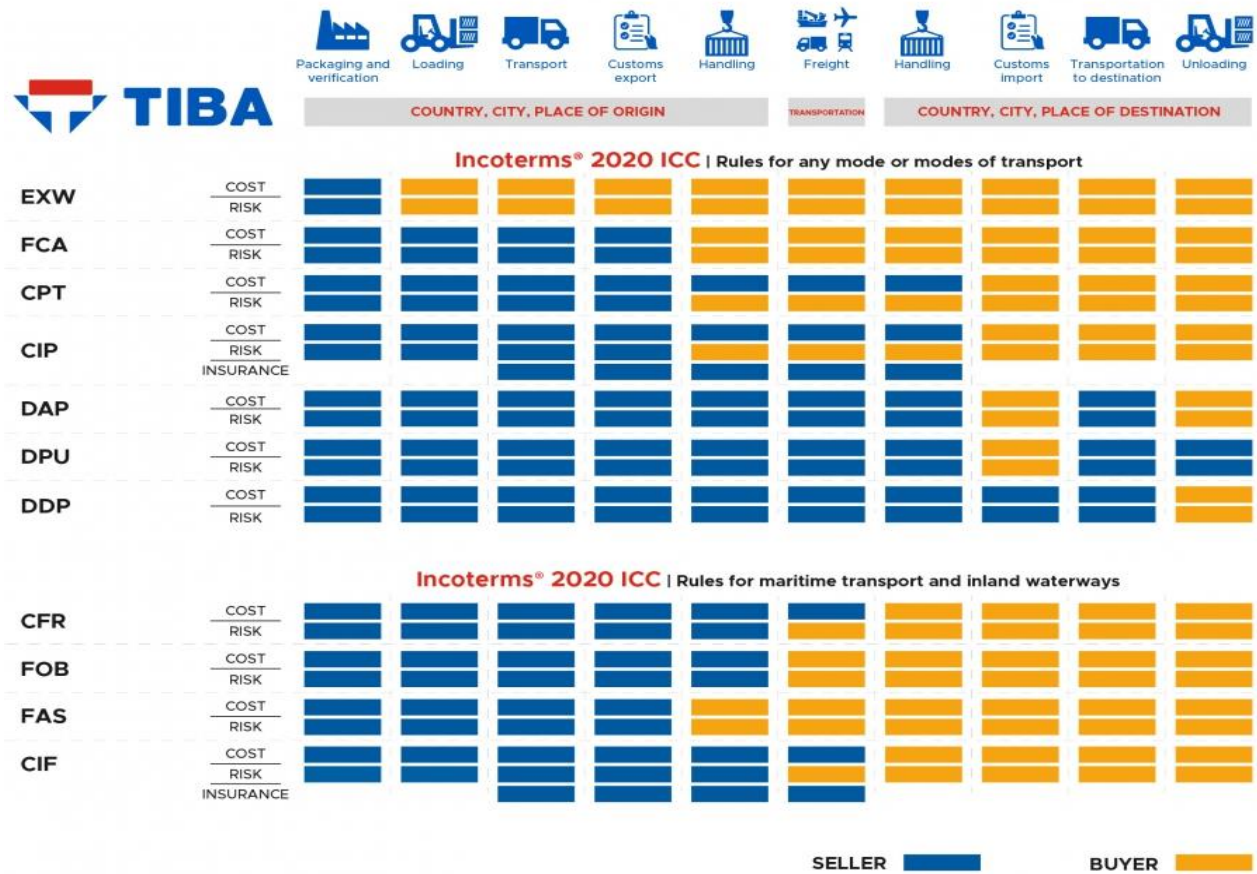 Packaging and verification
Loading
Transport
Customs export
Handling
Freight
Handling
Customs import
Transportation to destination
Unloading
TIBA
COUNTRY, CITY, PLACE OF ORIGIN
TRANSPORTATION
COUNTRY, CITY, PLACE OF DESTINATION
Incoterms® 2020 ICC | Rules for any mode or modes of transport
EXW
COST
RISK
FCA
COST
RISK
CPT
COST
RISK
CIP
COST
RISK
INSURANCE
DAP
COST
RISK
DPU
COST
RISK
DDP
COST
RISK
Incoterms® 2020 ICC | Rules for maritime transport and inland waterways
CFR
COST
RISK
FOB
COST
RISK
FAS
COST
RISK
CIF
COST
RISK
INSURANCE
SELLER
BUYER